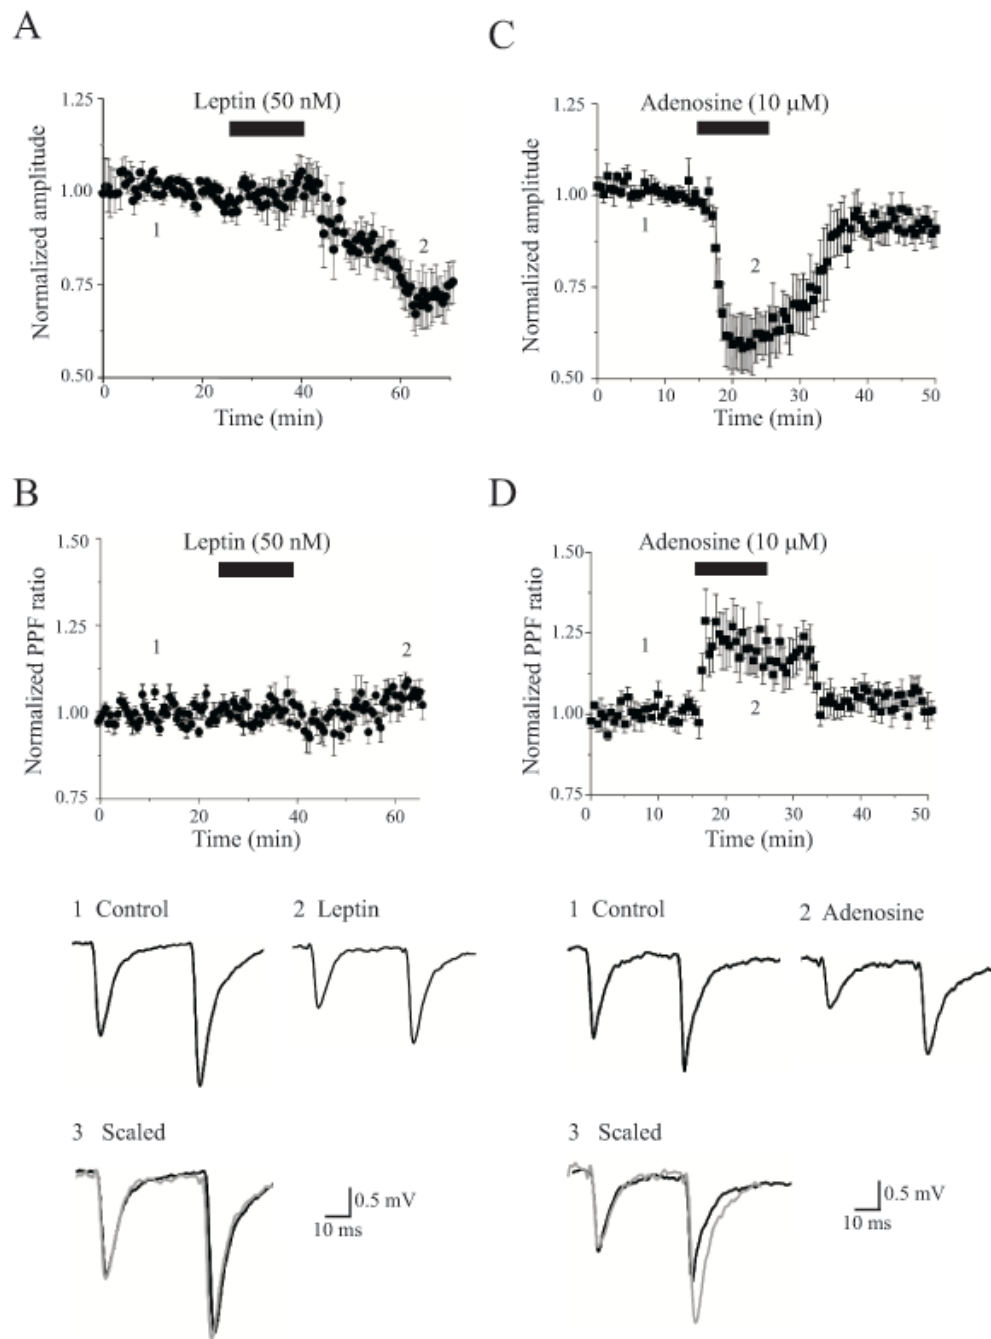 A
Leptin (50 nM)
1.25
1.00
0.75
0.50
Normalized amplitude
1
2
0
20
40
60
Time (min)
C
Adenosine (10 μM)
1.25
1.00
0.75
0.50
Normalized amplitude
1
2
0
10
20
30
40
50
Time (min)
B
Leptin (50 nM)
1.50
1.25
1.00
0.75
Normalized PPF ratio
1
2
0
20
40
60
Time (min)
D
Adenosine (10 μM)
1.50
1.25
1.00
0.75
Normalized PPF ratio
1
2
0
10
20
30
40
50
Time (min)
1 Control
2 Leptin
3 Scaled
0.5 mV
10 ms
1 Control
2 Adenosine
3 Scaled
0.5 mV
10 ms